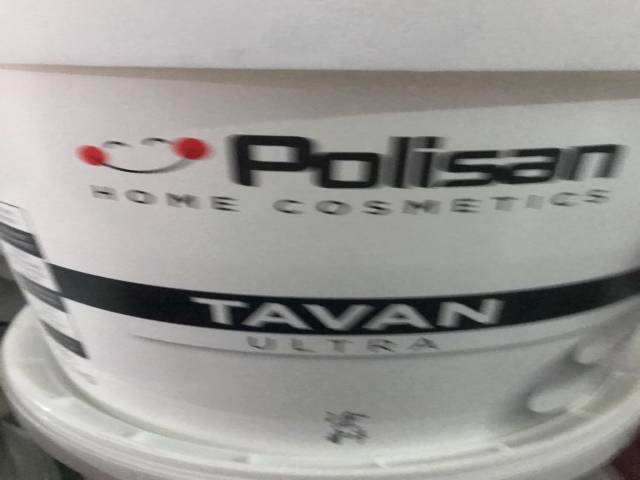 Polisan
HOME COSMETICS
TAVAN
ULTRA